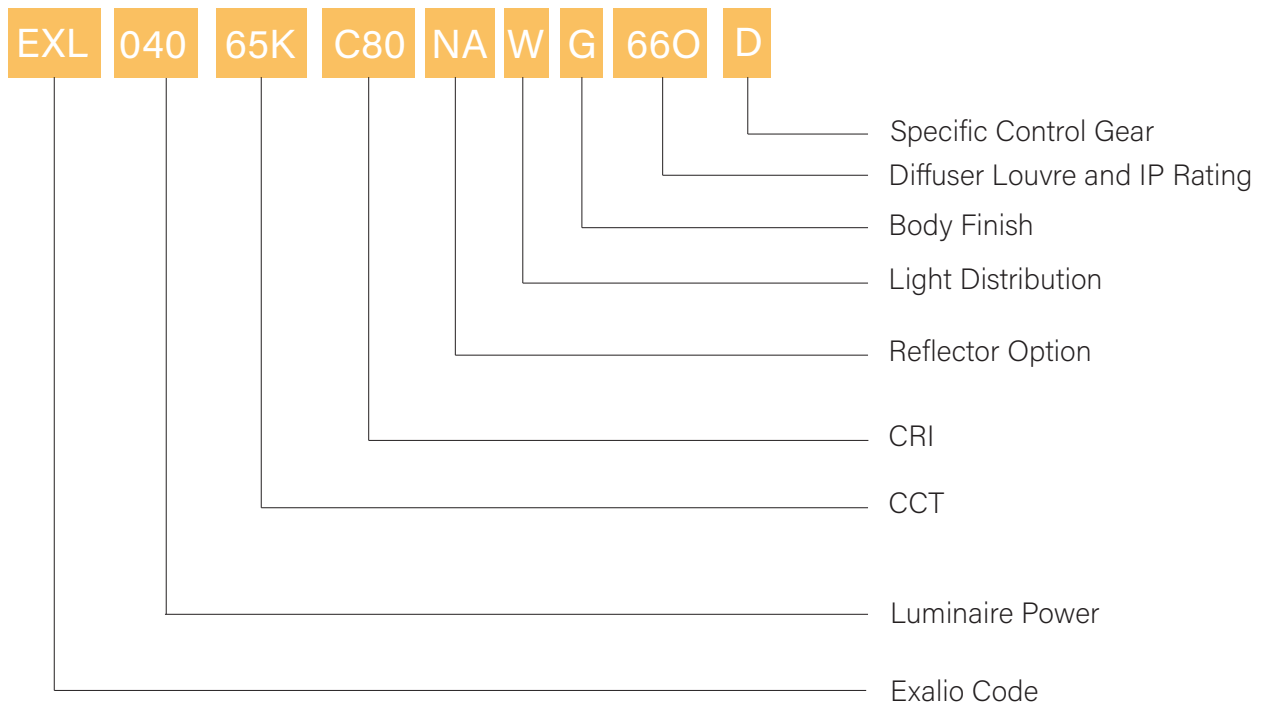 EXL 040 65K C80 NA W G 66O D
Specific Control Gear
Diffuser Louvre and IP Rating
Body Finish
Light Distribution
Reflector Option
CRI
CCT
Luminaire Power
Exalio Code